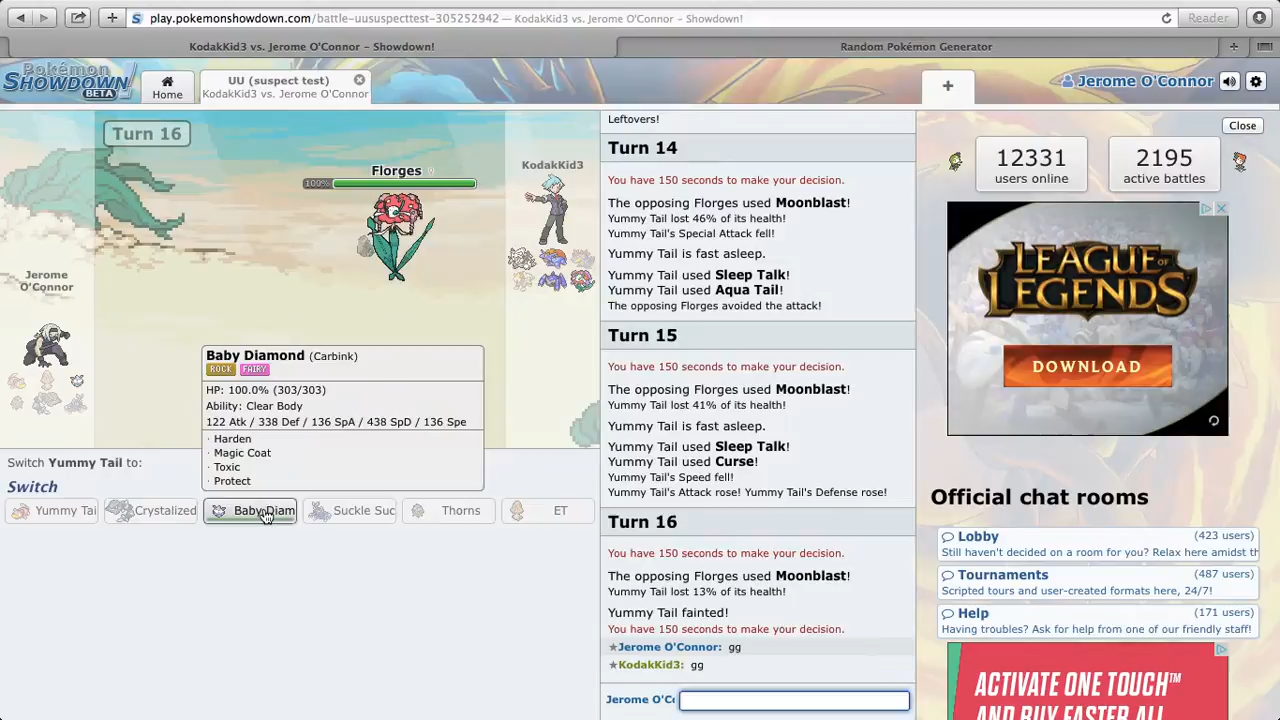 play.pokemonshowdown.com/battle-uususpecttest-305252942 — KodakKid3 vs. Jerome O'Connor – Showdown!
Reader
KodakKid3 vs. Jerome O'Connor – Showdown!
Random Pokémon Generator
Pokémon
SHOWDOWN
BETA
Home
UU (suspect test)
KodakKid3 vs. Jerome O'Connor
+
Jerome O'Connor
Turn 16
Florges
100%
KodakKid3
Jerome
O'Connor
Baby Diamond (Carbink)
ROCK FAIRY
HP: 100.0% (303/303)
Ability: Clear Body
122 Atk / 338 Def / 136 SpA / 438 SpD / 136 Spe
· Harden
· Magic Coat
· Toxic
· Protect
Switch Yummy Tail to:
Switch
Yummy Tai
Crystalized
Baby Diam
Suckle Suc
Thorns
ET
Leftovers!
Turn 14
You have 150 seconds to make your decision.
The opposing Florges used Moonblast!
Yummy Tail lost 46% of its health!
Yummy Tail's Special Attack fell!
Yummy Tail is fast asleep.
Yummy Tail used Sleep Talk!
Yummy Tail used Aqua Tail!
The opposing Florges avoided the attack!
Turn 15
You have 150 seconds to make your decision.
The opposing Florges used Moonblast!
Yummy Tail lost 41% of its health!
Yummy Tail is fast asleep.
Yummy Tail used Sleep Talk!
Yummy Tail used Curse!
Yummy Tail's Speed fell!
Yummy Tail's Attack rose! Yummy Tail's Defense rose!
Turn 16
You have 150 seconds to make your decision.
The opposing Florges used Moonblast!
Yummy Tail lost 13% of its health!
Yummy Tail fainted!
You have 150 seconds to make your decision.
★Jerome O'Connor: gg
★KodakKid3: gg
Jerome O'Co
Close
12331
users online
2195
active battles
LEAGUE
of
LEGENDS
DOWNLOAD
Official chat rooms
Lobby (423 users)
Still haven't decided on a room for you? Relax here amidst th
Tournaments (487 users)
Scripted tours and user-created formats here, 24/7!
Help (171 users)
Having troubles? Ask for help from one of our friendly staff!
ACTIVATE ONE TOUCH™
AND BUY FASTER ALL